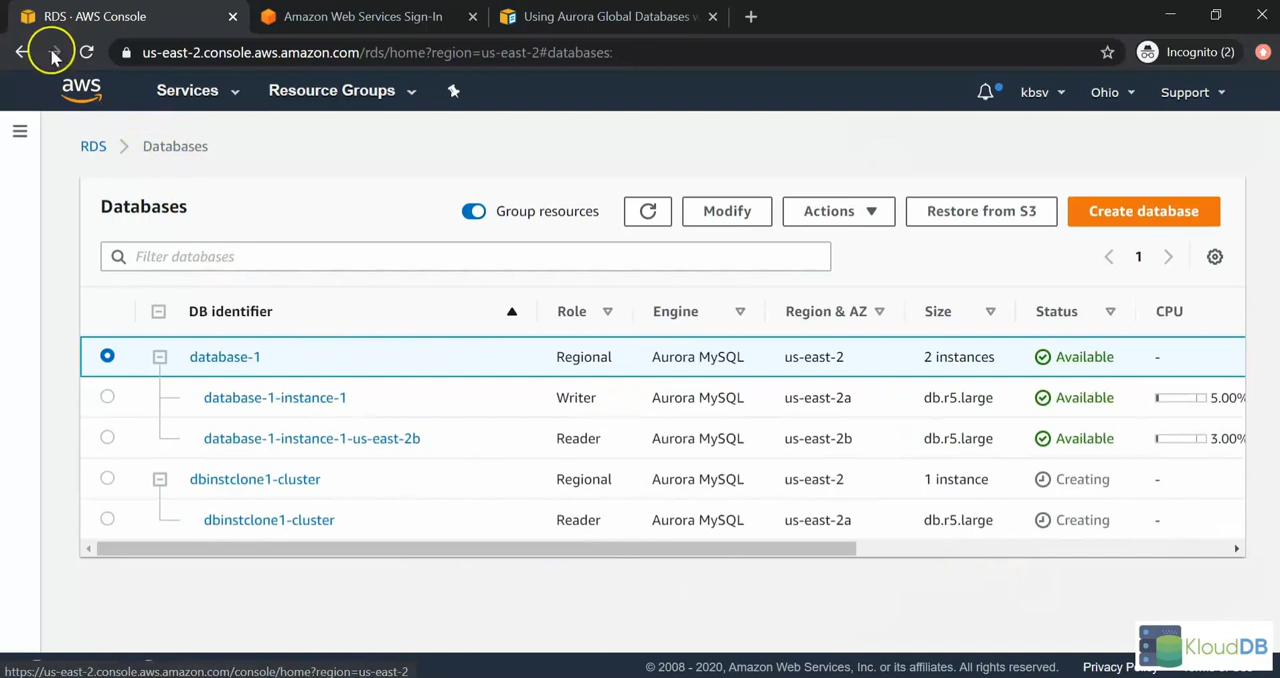 RDS · AWS Console
Amazon Web Services Sign-In
Using Aurora Global Databases
us-east-2.console.aws.amazon.com/rds/home?region=us-east-2#databases:
Incognito (2)
aws
Services
Resource Groups
kbsv
Ohio
Support
RDS
Databases
Databases
Group resources
Modify
Actions
Restore from S3
Create database
Filter databases
1
DB identifier
Role
Engine
Region & AZ
Size
Status
CPU
database-1
Regional
Aurora MySQL
us-east-2
2 instances
Available
-
database-1-instance-1
Writer
Aurora MySQL
us-east-2a
db.r5.large
Available
5.00%
database-1-instance-1-us-east-2b
Reader
Aurora MySQL
us-east-2b
db.r5.large
Available
3.00%
dbinstclone1-cluster
Regional
Aurora MySQL
us-east-2
1 instance
Creating
-
dbinstclone1-cluster
Reader
Aurora MySQL
us-east-2a
db.r5.large
Creating
-
KloudDB
https://us-east-2.console.aws.amazon.com/console/home?region=us-east-2
© 2008 - 2020, Amazon Web Services, Inc. or its affiliates. All rights reserved.
Privacy